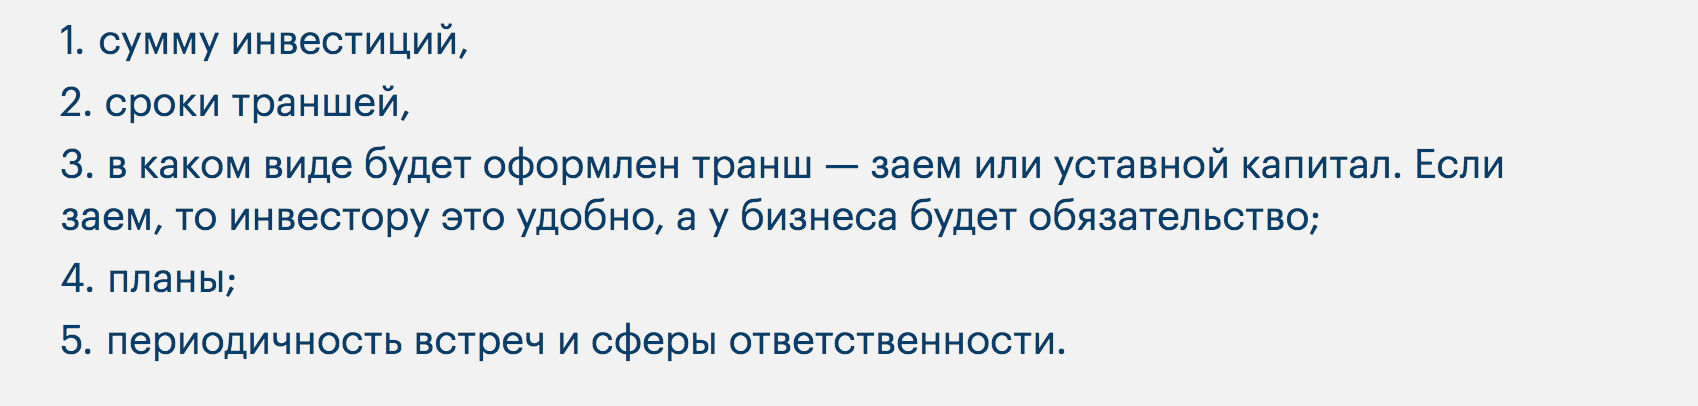 1. сумму инвестиций,
2. сроки траншей,
3. в каком виде будет оформлен транш — заем или уставной капитал. Если
заем, то инвестору это удобно, а у бизнеса будет обязательство;
4. планы;
5. периодичность встреч и сферы ответственности.